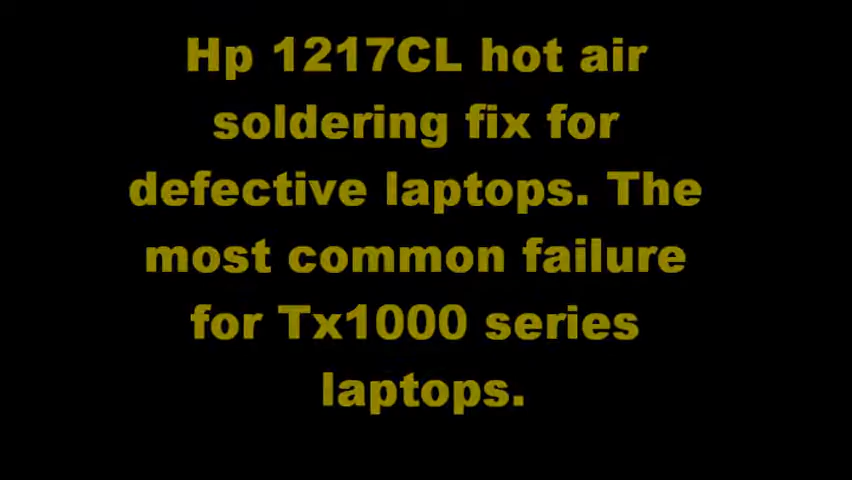 Hp 1217CL hot air
soldering fix for
defective laptops. The
most common failure
for Tx1000 series
laptops.